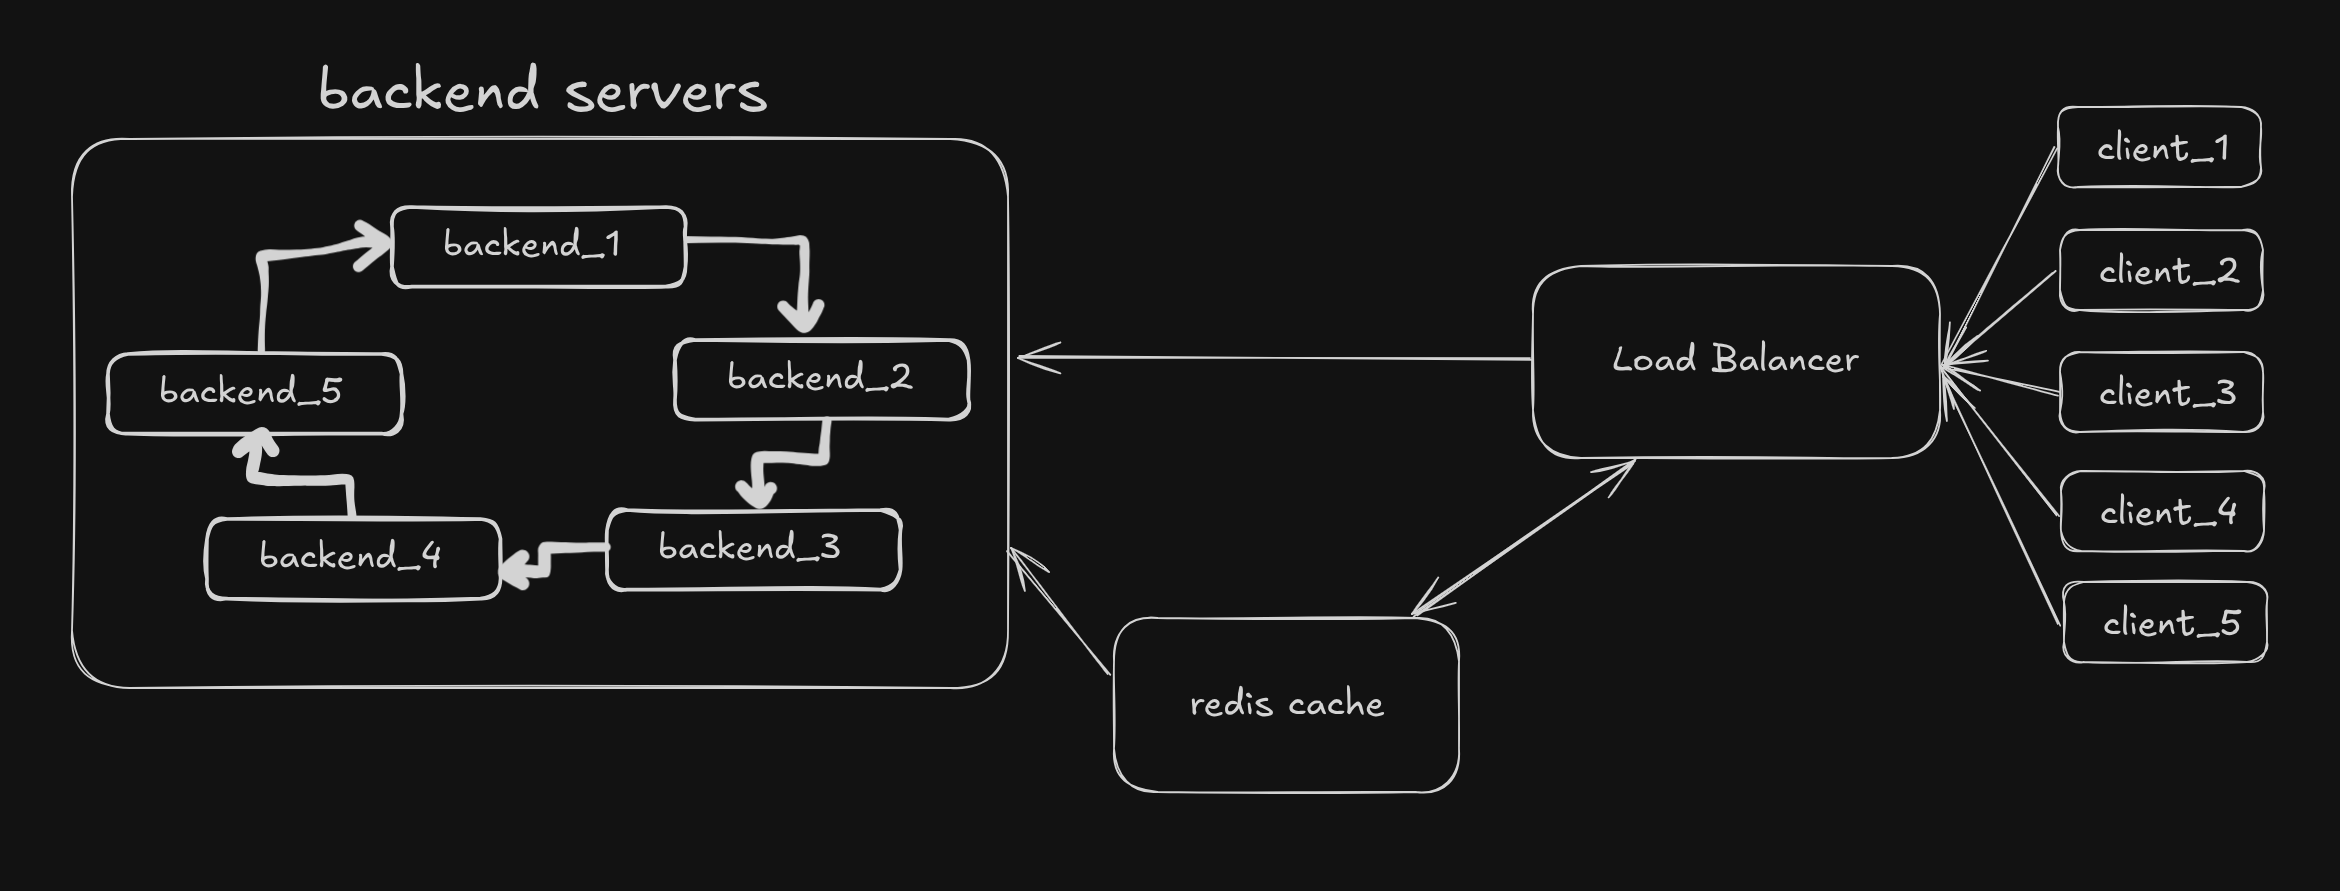 backend servers
backend_1
backend_2
backend_3
backend_4
backend_5
Load Balancer
redis cache
client_1
client_2
client_3
client_4
client_5